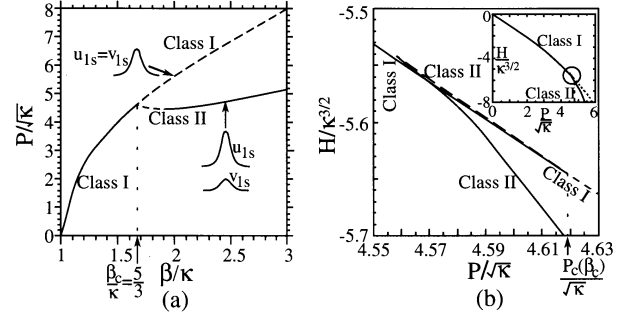 8
7
6
5
4
3
2
1
0
P/√κ
u1s=v1s
Class I
Class II
Class I
u1s
v1s
1
1.5
2
2.5
3
βc/κ=5/3
β/κ
(a)
-5.5
-5.6
-5.7
H/κ3/2
Class I
Class II
Class II
Class I
4.55
4.57
4.59
4.61
4.63
P/√κ
Pc(βc)/√κ
(b)
0
-4
-8
H/κ3/2
Class I
Class II
0
2
4
6
P/√κ